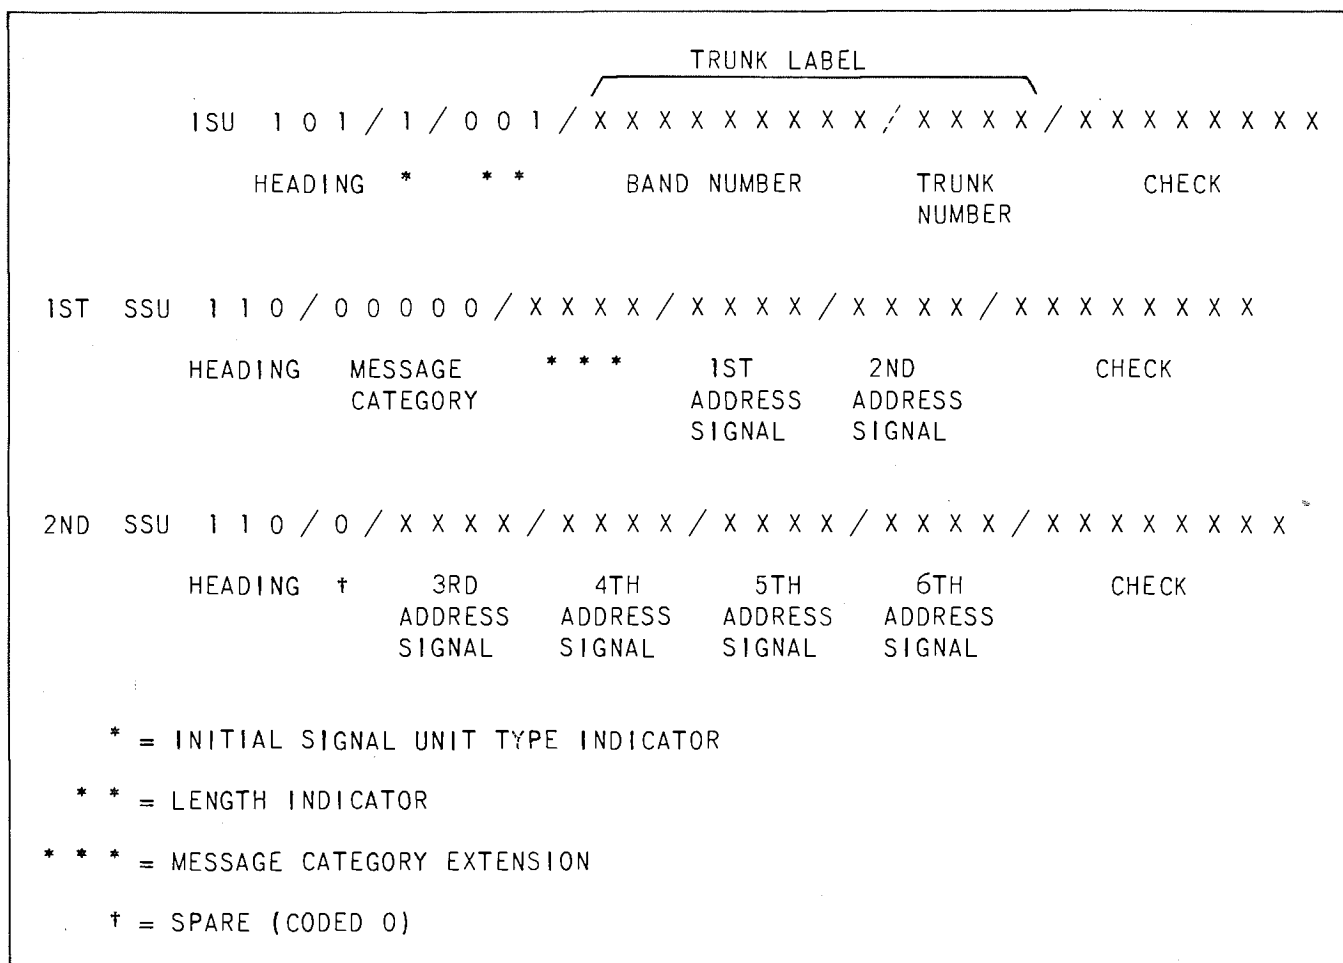 TRUNK LABEL
ISU 1 0 1 / 1 / 0 0 1 / X X X X X X X X X / X X X X / X X X X X X X X
HEADING * * * BAND NUMBER TRUNK NUMBER CHECK
1ST SSU 1 1 0 / 0 0 0 0 0 / X X X X / X X X X / X X X X / X X X X X X X X
HEADING MESSAGE CATEGORY * * * 1ST ADDRESS SIGNAL 2ND ADDRESS SIGNAL CHECK
2ND SSU 1 1 0 / 0 / X X X X / X X X X / X X X X / X X X X / X X X X X X X X
HEADING † 3RD ADDRESS SIGNAL 4TH ADDRESS SIGNAL 5TH ADDRESS SIGNAL 6TH ADDRESS SIGNAL CHECK
* = INITIAL SIGNAL UNIT TYPE INDICATOR
* * = LENGTH INDICATOR
* * * = MESSAGE CATEGORY EXTENSION
† = SPARE (CODED 0)